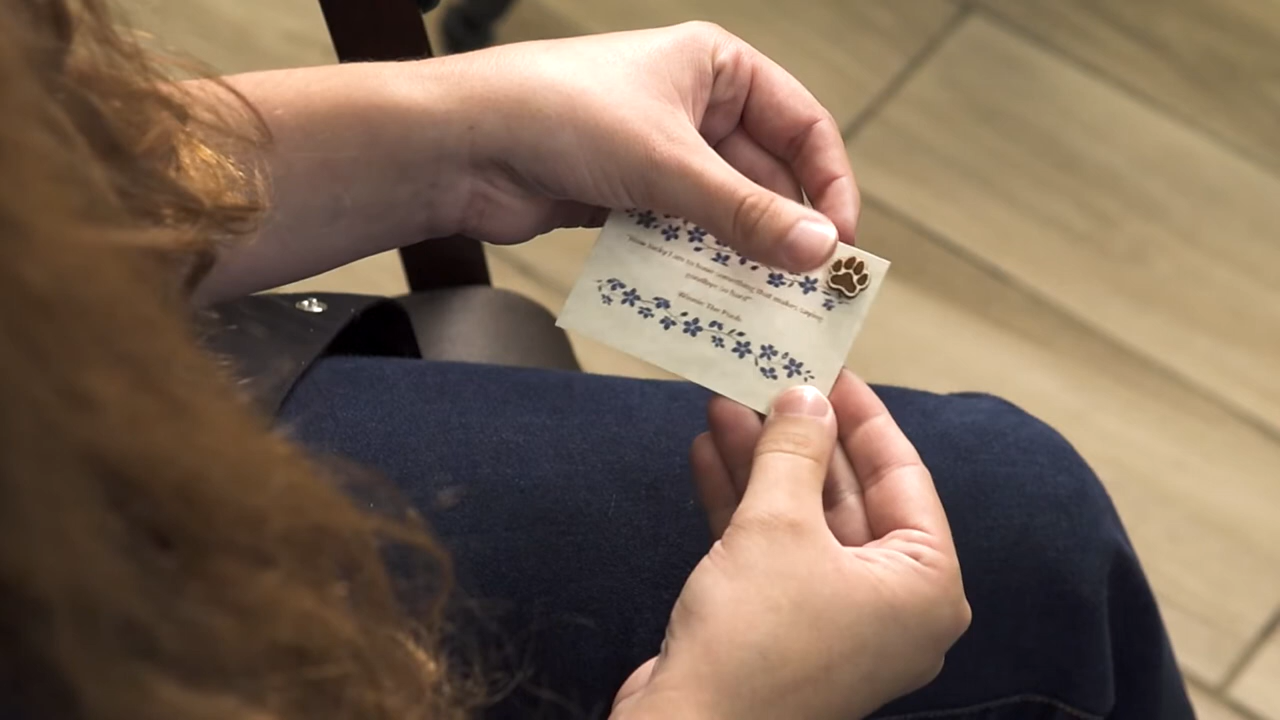 "How lucky I am to have something that makes saying
goodbye so hard"
Winnie The Pooh